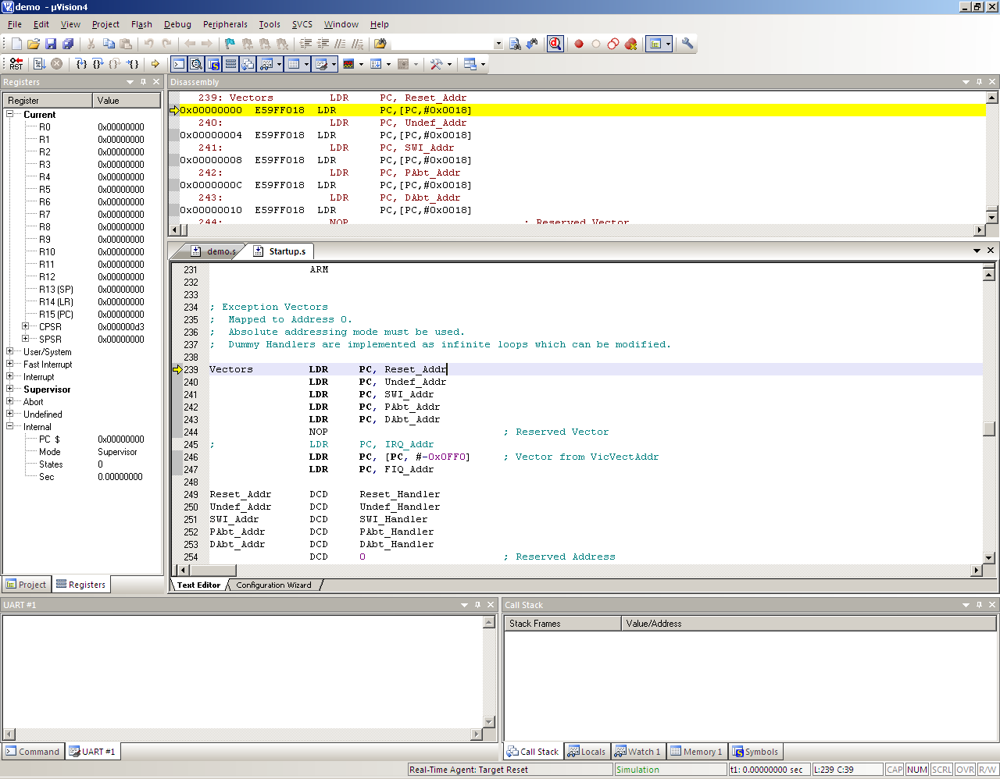 demo - µVision4
File Edit View Project Flash Debug Peripherals Tools SVCS Window Help
RST
Registers
Register Value
Current
R0 0x00000000
R1 0x00000000
R2 0x00000000
R3 0x00000000
R4 0x00000000
R5 0x00000000
R6 0x00000000
R7 0x00000000
R8 0x00000000
R9 0x00000000
R10 0x00000000
R11 0x00000000
R12 0x00000000
R13 (SP) 0x00000000
R14 (LR) 0x00000000
R15 (PC) 0x00000000
CPSR 0x000000d3
SPSR 0x00000000
User/System
Fast Interrupt
Interrupt
Supervisor
Abort
Undefined
Internal
PC $ 0x00000000
Mode Supervisor
States 0
Sec 0.00000000
Project Registers
Disassembly
239: Vectors LDR PC, Reset_Addr
0x00000000 E59FF018 LDR PC,[PC,#0x0018]
240: LDR PC, Undef_Addr
0x00000004 E59FF018 LDR PC,[PC,#0x0018]
241: LDR PC, SWI_Addr
0x00000008 E59FF018 LDR PC,[PC,#0x0018]
242: LDR PC, PAbt_Addr
0x0000000C E59FF018 LDR PC,[PC,#0x0018]
243: LDR PC, DAbt_Addr
0x00000010 E59FF018 LDR PC,[PC,#0x0018]
244: NOP ; Reserved Vector
demo.s Startup.s
231 ARM
232
233
234 ; Exception Vectors
235 ; Mapped to Address 0.
236 ; Absolute addressing mode must be used.
237 ; Dummy Handlers are implemented as infinite loops which can be modified.
238
239 Vectors LDR PC, Reset_Addr
240 LDR PC, Undef_Addr
241 LDR PC, SWI_Addr
242 LDR PC, PAbt_Addr
243 LDR PC, DAbt_Addr
244 NOP ; Reserved Vector
245 ; LDR PC, IRQ_Addr
246 LDR PC, [PC, #-0x0FF0] ; Vector from VicVectAddr
247 LDR PC, FIQ_Addr
248
249 Reset_Addr DCD Reset_Handler
250 Undef_Addr DCD Undef_Handler
251 SWI_Addr DCD SWI_Handler
252 PAbt_Addr DCD PAbt_Handler
253 DAbt_Addr DCD DAbt_Handler
254 DCD 0 ; Reserved Address
Text Editor Configuration Wizard
UART #1
Command UART #1
Call Stack
Stack Frames Value/Address
Call Stack Locals Watch 1 Memory 1 Symbols
Real-Time Agent: Target Reset Simulation t1: 0.00000000 sec L:239 C:39 CAP NUM SCRL OVR R/W